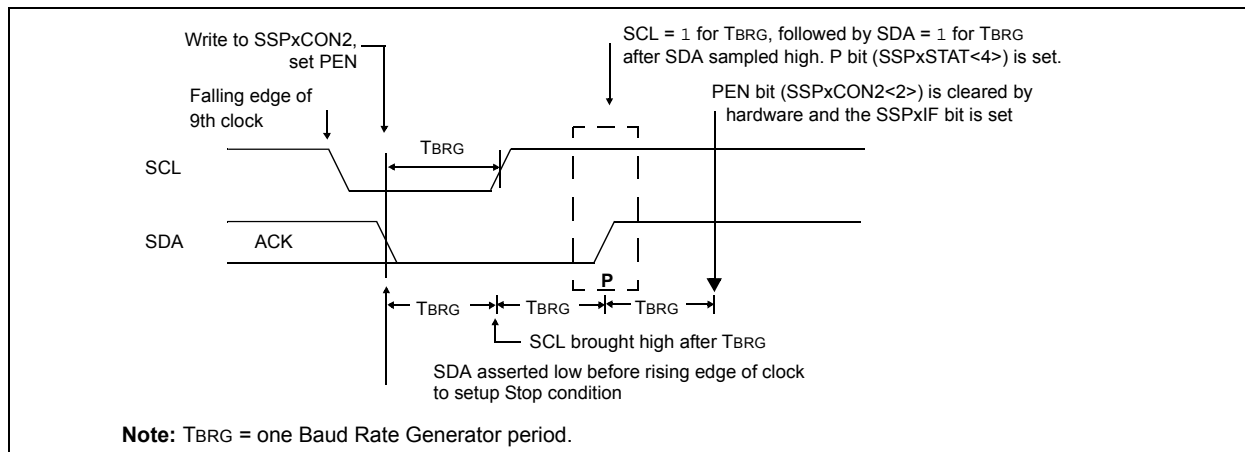 Write to SSPxCON2,
set PEN
SCL = 1 for TBRG, followed by SDA = 1 for TBRG
after SDA sampled high. P bit (SSPxSTAT<4>) is set.
Falling edge of
9th clock
PEN bit (SSPxCON2<2>) is cleared by
hardware and the SSPxIF bit is set
TBRG
SCL
SDA
ACK
P
TBRG
TBRG
TBRG
SCL brought high after TBRG
SDA asserted low before rising edge of clock
to setup Stop condition
Note: TBRG = one Baud Rate Generator period.